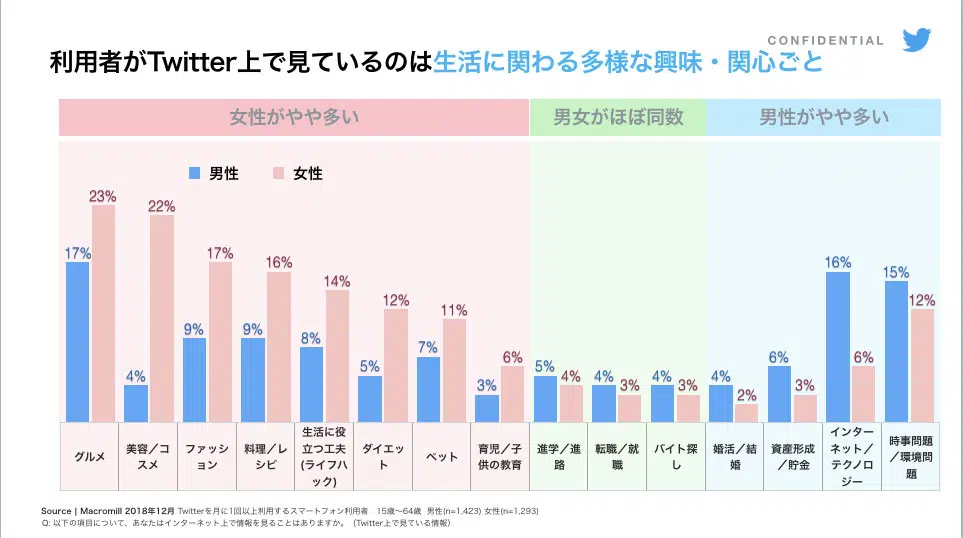 CONFIDENTIAL
利用者がTwitter上で見ているのは生活に関わる多様な興味・関心ごと
女性がやや多い
男女がほぼ同数
男性がやや多い
男性
女性
17%
23%
4%
22%
9%
17%
9%
16%
8%
14%
5%
12%
7%
11%
3%
6%
5%
4%
4%
3%
4%
3%
4%
2%
6%
3%
16%
6%
15%
12%
グルメ
美容／コ
スメ
ファッシ
ョン
料理／レ
シピ
生活に役
立つ工夫
(ライフハ
ック)
ダイエッ
ト
ペット
育児／子
供の教育
進学／進
路
転職／就
職
バイト探
し
婚活／結
婚
資産形成
／貯金
インター
ネット／
テクノロ
ジー
時事問題
／環境問
題
Source | Macromill 2018年12月 Twitterを月に1回以上利用するスマートフォン利用者　15歳〜64歳 男性(n=1,423) 女性(n=1,293)
Q: 以下の項目について、あなたはインターネット上で情報を見ることはありますか。（Twitter上で見ている情報）